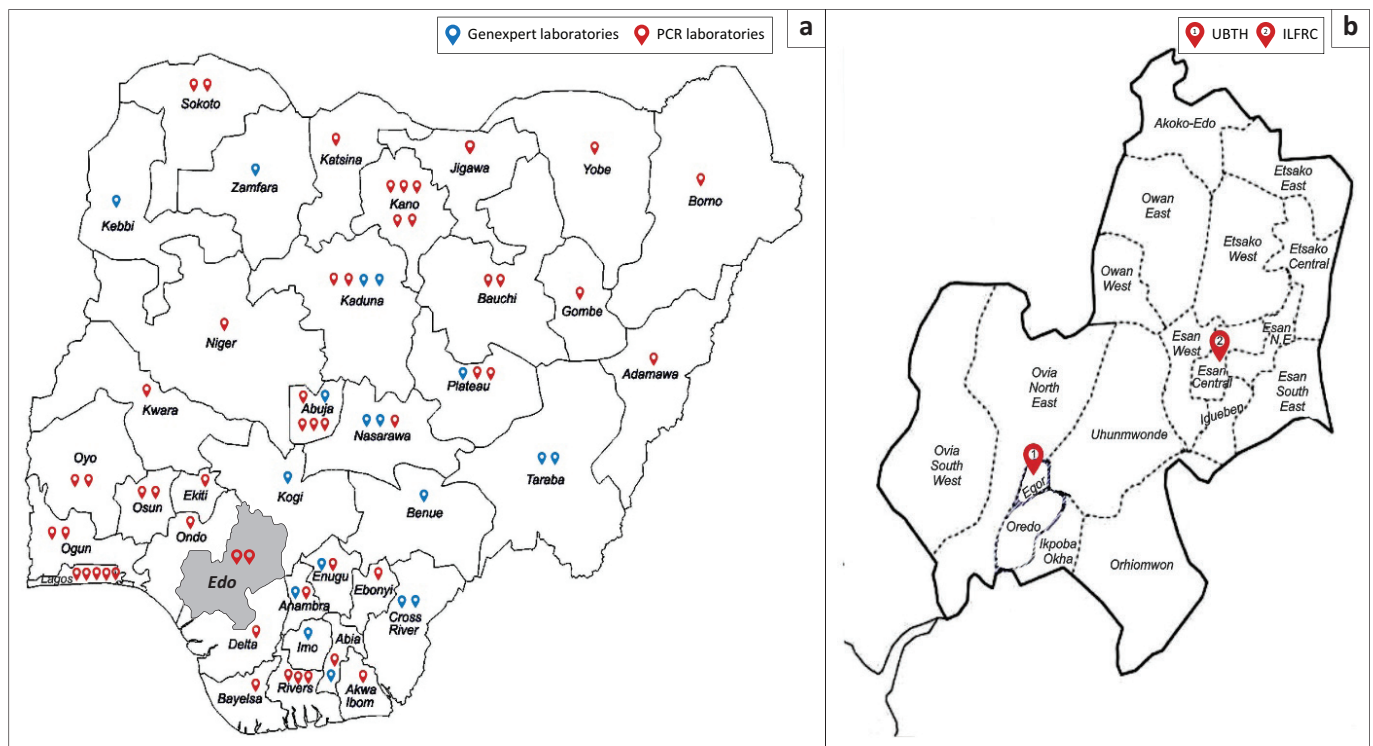 Genexpert laboratories PCR laboratories
a
Sokoto
Katsina
Jigawa
Yobe
Zamfara
Kano
Borno
Kebbi
Kaduna
Bauchi
Gombe
Niger
Plateau
Adamawa
Abuja
Kwara
Nasarawa
Oyo
Taraba
Kogi
Ekiti
Osun
Benue
Ondo
Ogun
Lagos
Edo
Enugu
Ebonyi
Anambra
Cross
River
Delta
Imo
Abia
Rivers
Bayelsa
Akwa
Ibom
1 UBTH 2 ILFRC
b
Akoko-Edo
Etsako
East
Owan
East
Etsako
West
Etsako
Central
Owan
West
Esan
West
Esan
N.E
2
Esan
Central
Esan
South
East
Ovia
North
East
Igueben
Uhunmwonde
Ovia
South
West
1
Egor
Oredo
Ikpoba
Okha
Orhiomwon